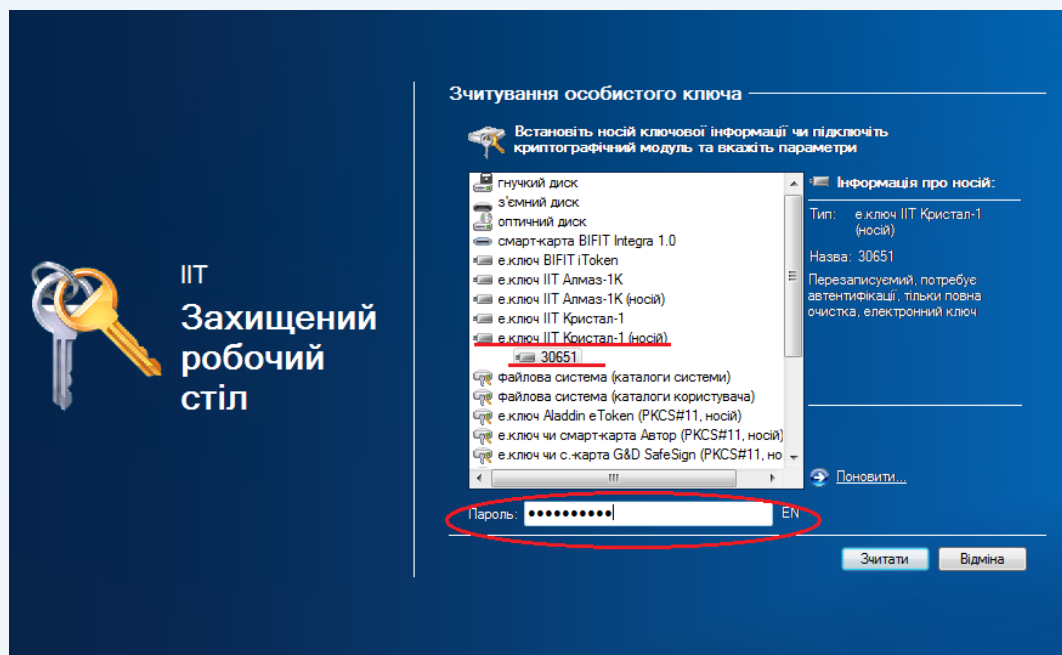 Зчитування особистого ключа
Встановіть носій ключової інформації чи підключіть
криптографічний модуль та вкажіть параметри
гнучкий диск
з'ємний диск
оптичний диск
смарт-карта BIFIT Integra 1.0
е.ключ BIFIT iToken
е.ключ ІІТ Алмаз-1К
е.ключ ІІТ Алмаз-1К (носій)
е.ключ ІІТ Кристал-1
е.ключ ІІТ Кристал-1 (носій)
30651
файлова система (каталоги системи)
файлова система (каталоги користувача)
е.ключ Aladdin eToken (PKCS#11, носій)
е.ключ чи смарт-карта Автор (PKCS#11, носій)
е.ключ чи с.-карта G&D SafeSign (PKCS#11, но
Інформація про носій:
Тип: е.ключ ІІТ Кристал-1
(носій)
Назва: 30651
Перезаписуемий, потребує
автентифікації, тільки повна
очистка, електронний ключ
Поновити...
ІІТ
Захищений
робочий
стіл
Пароль: ●●●●●●●●●● EN
Зчитати Відміна